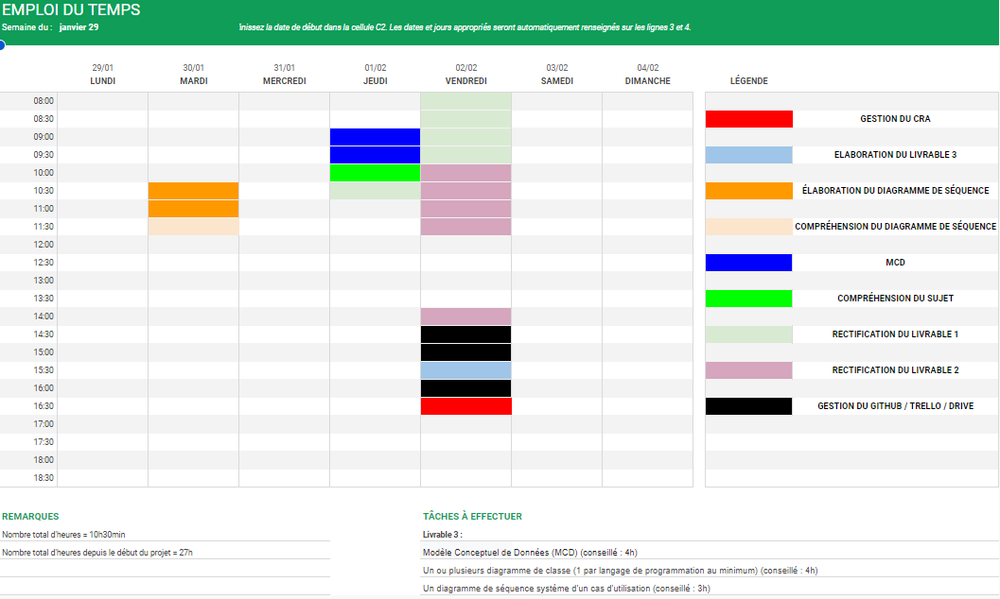 EMPLOI DU TEMPS
Semaine du : janvier 29
inissez la date de début dans la cellule C2. Les dates et jours appropriés seront automatiquement renseignés sur les lignes 3 et 4.
29/01 30/01 31/01 01/02 02/02 03/02 04/02
LUNDI MARDI MERCREDI JEUDI VENDREDI SAMEDI DIMANCHE LÉGENDE
08:00
08:30 GESTION DU CRA
09:00
09:30 ELABORATION DU LIVRABLE 3
10:00
10:30 ÉLABORATION DU DIAGRAMME DE SÉQUENCE
11:00
11:30 COMPRÉHENSION DU DIAGRAMME DE SÉQUENCE
12:00
12:30 MCD
13:00
13:30 COMPRÉHENSION DU SUJET
14:00
14:30 RECTIFICATION DU LIVRABLE 1
15:00
15:30 RECTIFICATION DU LIVRABLE 2
16:00
16:30 GESTION DU GITHUB / TRELLO / DRIVE
17:00
17:30
18:00
18:30
REMARQUES
Nombre total d'heures = 10h30min
Nombre total d'heures depuis le début du projet = 27h
TÂCHES À EFFECTUER
Livrable 3 :
Modèle Conceptuel de Données (MCD) (conseillé : 4h)
Un ou plusieurs diagramme de classe (1 par langage de programmation au minimum) (conseillé : 4h)
Un diagramme de séquence système d'un cas d'utilisation (conseillé : 3h)